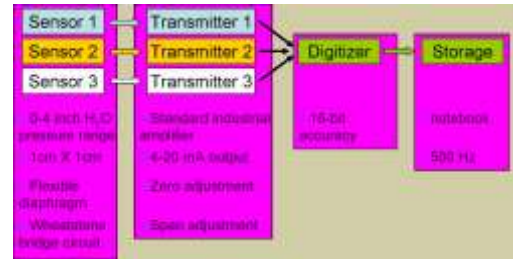 Sensor 1
Transmitter 1
Sensor 2
Transmitter 2
Digitizer
Storage
Sensor 3
Transmitter 3
0-4 inch H2O
pressure range
1cm X 1cm
Flexible
diaphragm
Wheatstone
bridge circuit
Standard industrial
amplifier
4-20 mA output
Zero adjustment
Span adjustment
16-bit
accuracy
notebook
500 Hz